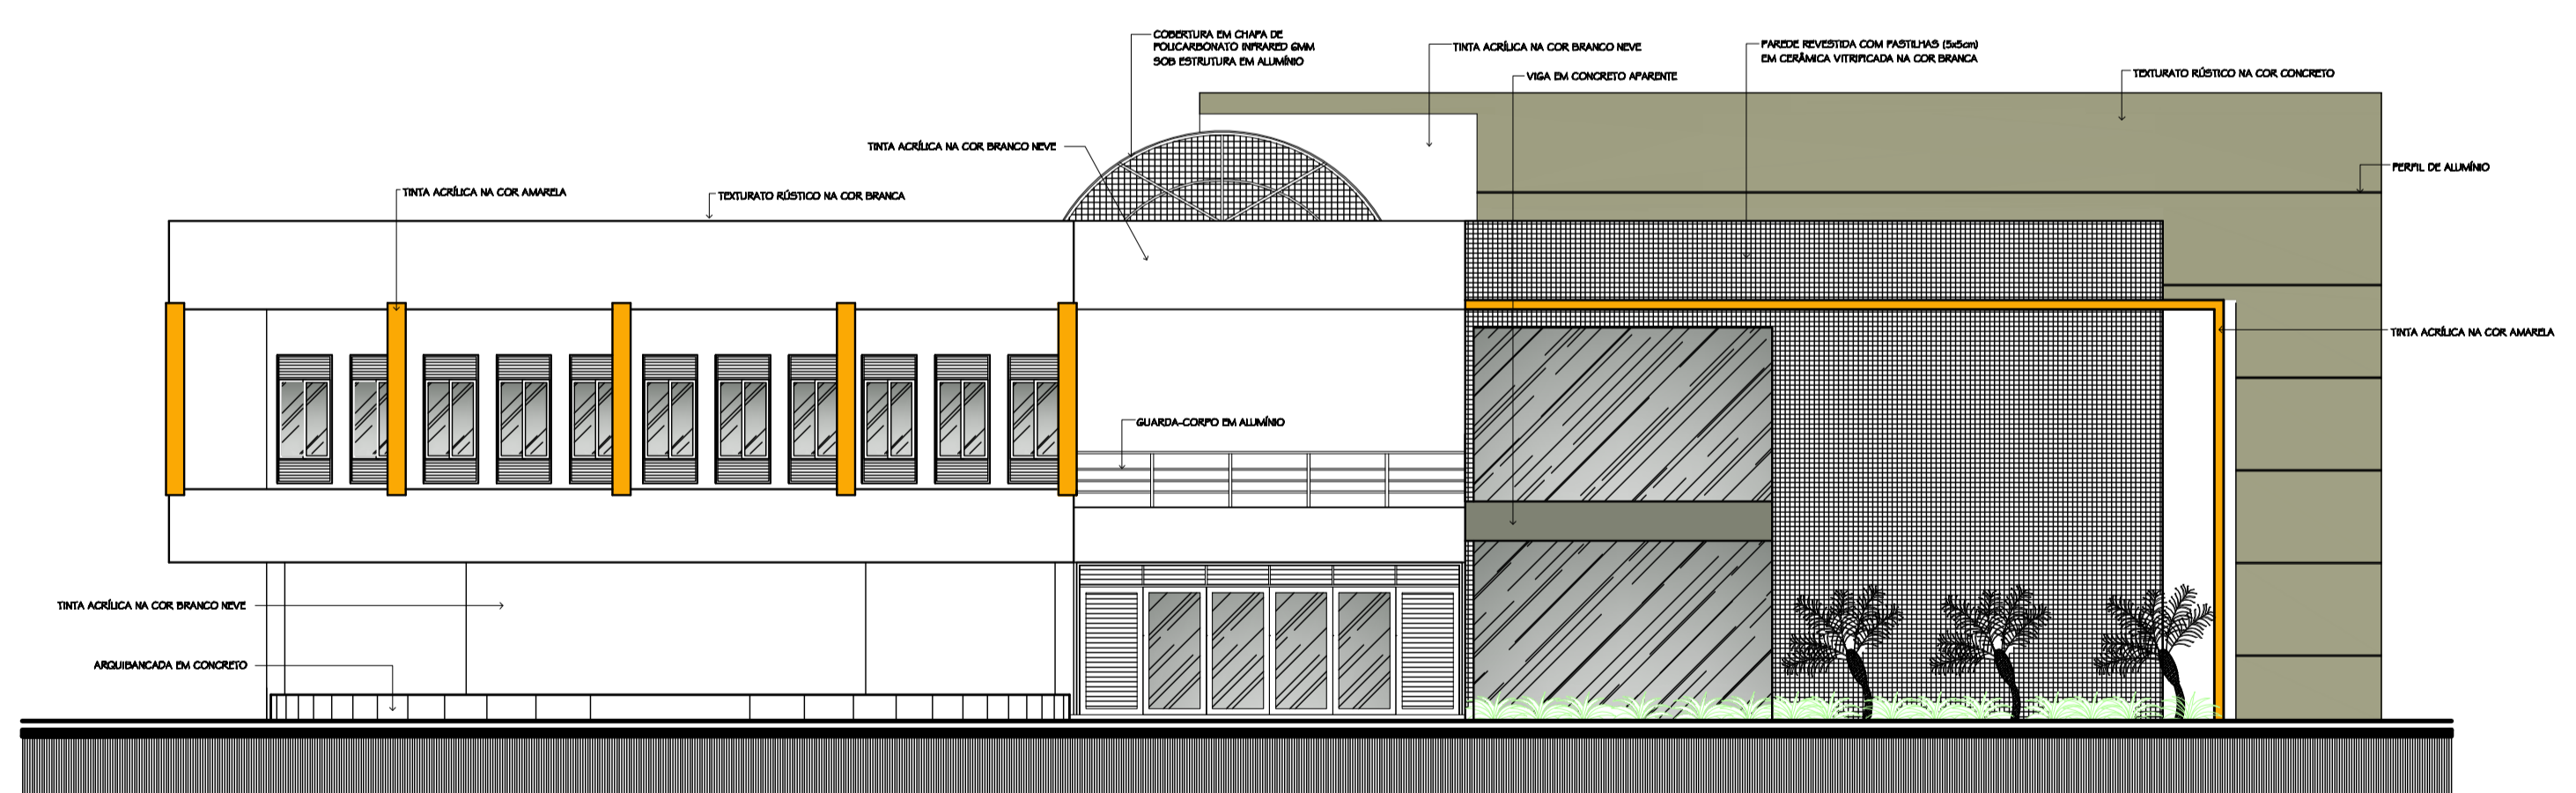 COBERTURA EM CHAPA DE
POLICARBONATO INFRARED 6MM
SOB ESTRUTURA EM ALUMÍNIO
TINTA ACRÍLICA NA COR BRANCO NEVE
PAREDE REVESTIDA COM PASTILHAS (5x5cm)
EM CERÂMICA VITRIFICADA NA COR BRANCA
VIGA EM CONCRETO APARENTE
TEXTURATO RÚSTICO NA COR CONCRETO
TINTA ACRÍLICA NA COR BRANCO NEVE
PERFIL DE ALUMÍNIO
TINTA ACRÍLICA NA COR AMARELA
TEXTURATO RÚSTICO NA COR BRANCA
TINTA ACRÍLICA NA COR AMARELA
GUARDA-CORPO EM ALUMÍNIO
TINTA ACRÍLICA NA COR BRANCO NEVE
ARQUIBANCADA EM CONCRETO